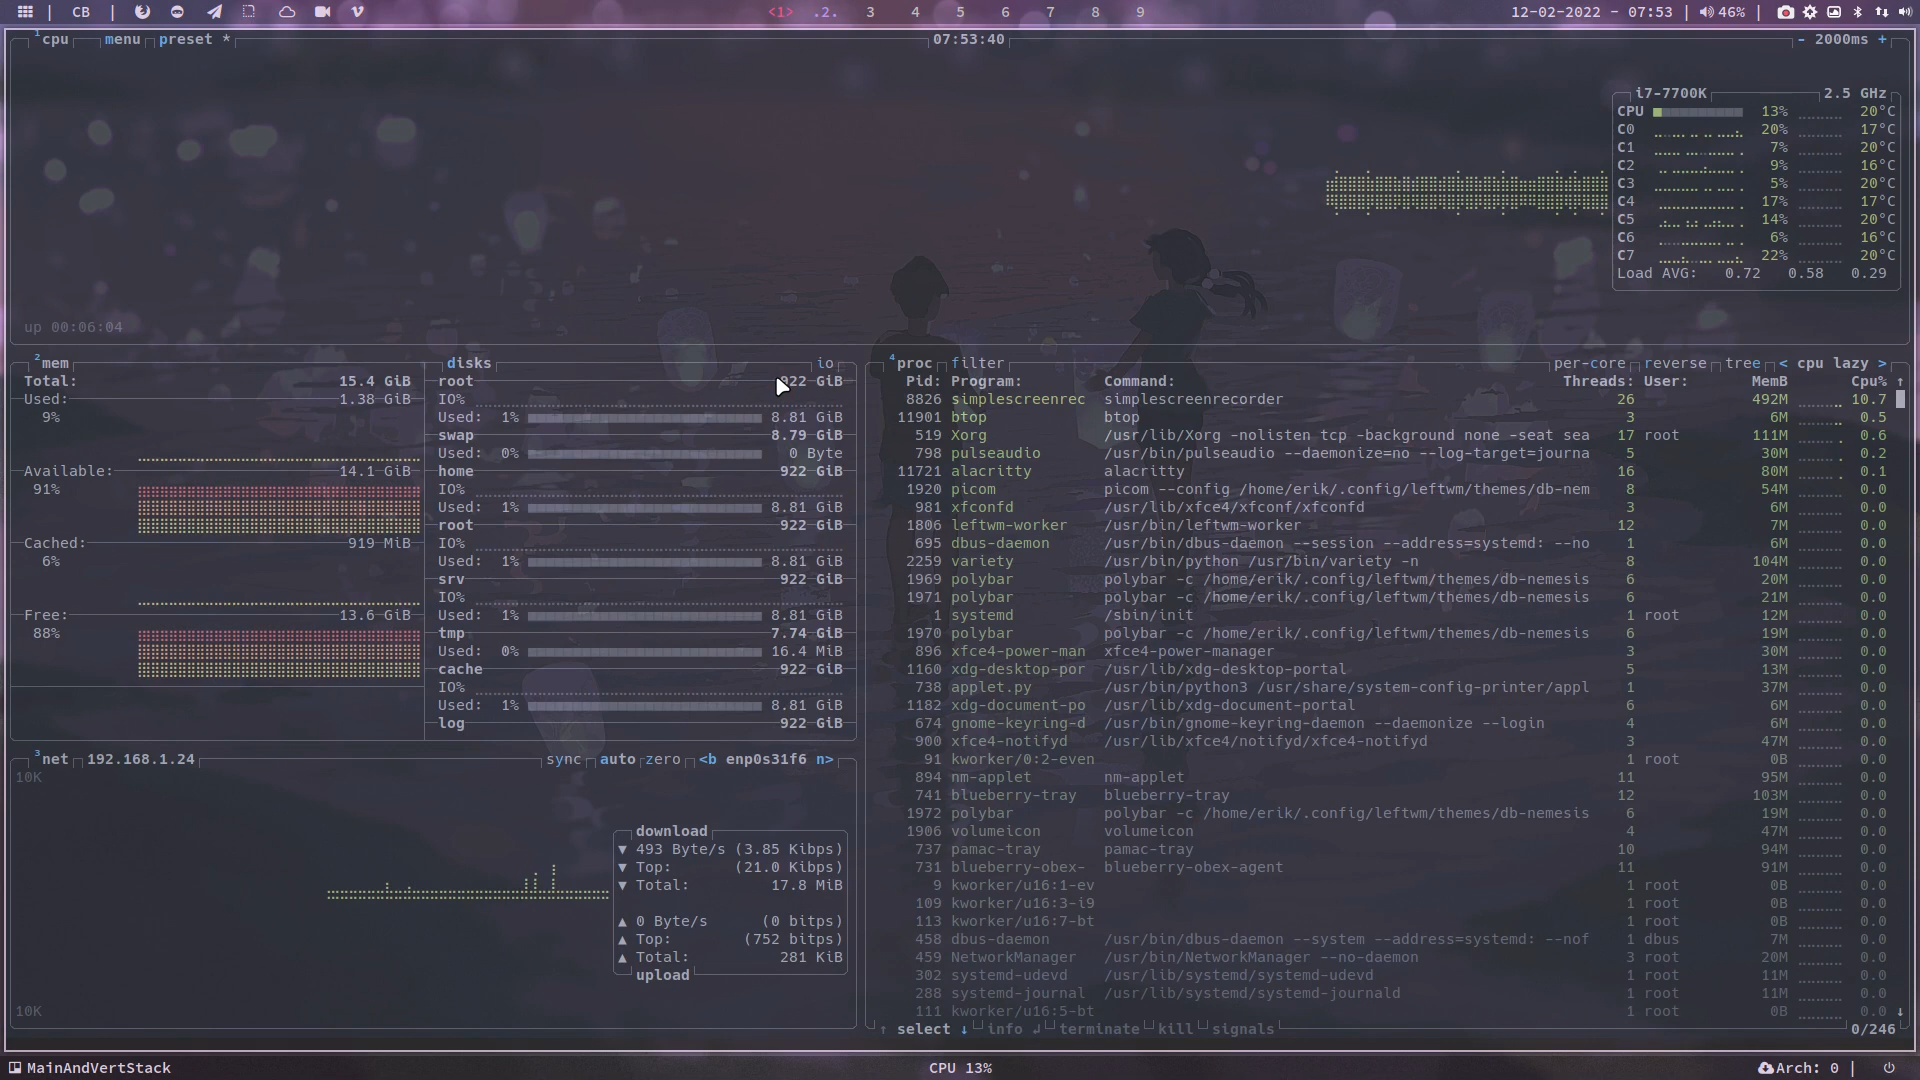 | CB | <1> .2. 3 4 5 6 7 8 9 12-02-2022 - 07:53 | 46% |
1cpu menu preset * 07:53:40 - 2000ms +
i7-7700K 2.5 GHz
CPU 13% 20°C
C0 20% 17°C
C1 7% 20°C
C2 9% 16°C
C3 5% 20°C
C4 17% 17°C
C5 14% 20°C
C6 6% 16°C
C7 22% 20°C
Load AVG: 0.72 0.58 0.29
up 00:06:04
2mem
Total: 15.4 GiB
Used: 1.38 GiB
9%
Available: 14.1 GiB
91%
Cached: 919 MiB
6%
Free: 13.6 GiB
88%
disks io
root 922 GiB
IO%
Used: 1% 8.81 GiB
swap 8.79 GiB
Used: 0% 0 Byte
home 922 GiB
IO%
Used: 1% 8.81 GiB
root 922 GiB
IO%
Used: 1% 8.81 GiB
srv 922 GiB
IO%
Used: 1% 8.81 GiB
tmp 7.74 GiB
Used: 0% 16.4 MiB
cache 922 GiB
IO%
Used: 1% 8.81 GiB
log 922 GiB
3net 192.168.1.24 sync auto zero <b enp0s31f6 n>
10K
download
▼ 493 Byte/s (3.85 Kibps)
▼ Top: (21.0 Kibps)
▼ Total: 17.8 MiB
▲ 0 Byte/s (0 bitps)
▲ Top: (752 bitps)
▲ Total: 281 KiB
upload
10K
4proc filter per-core reverse tree < cpu lazy >
Pid: Program: Command: Threads: User: MemB Cpu% ↑
8826 simplescreenrec simplescreenrecorder 26 492M 10.7
11901 btop btop 3 6M 0.5
519 Xorg /usr/lib/Xorg -nolisten tcp -background none -seat sea 17 root 111M 0.6
798 pulseaudio /usr/bin/pulseaudio --daemonize=no --log-target=journa 5 30M 0.2
11721 alacritty alacritty 16 80M 0.1
1920 picom picom --config /home/erik/.config/leftwm/themes/db-nem 8 54M 0.0
981 xfconfd /usr/lib/xfce4/xfconf/xfconfd 3 6M 0.0
1806 leftwm-worker /usr/bin/leftwm-worker 12 7M 0.0
695 dbus-daemon /usr/bin/dbus-daemon --session --address=systemd: --no 1 6M 0.0
2259 variety /usr/bin/python /usr/bin/variety -n 8 104M 0.0
1969 polybar polybar -c /home/erik/.config/leftwm/themes/db-nemesis 6 20M 0.0
1971 polybar polybar -c /home/erik/.config/leftwm/themes/db-nemesis 6 21M 0.0
1 systemd /sbin/init 1 root 12M 0.0
1970 polybar polybar -c /home/erik/.config/leftwm/themes/db-nemesis 6 19M 0.0
896 xfce4-power-man xfce4-power-manager 3 30M 0.0
1160 xdg-desktop-por /usr/lib/xdg-desktop-portal 5 13M 0.0
738 applet.py /usr/bin/python3 /usr/share/system-config-printer/appl 1 37M 0.0
1182 xdg-document-po /usr/lib/xdg-document-portal 6 6M 0.0
674 gnome-keyring-d /usr/bin/gnome-keyring-daemon --daemonize --login 4 6M 0.0
900 xfce4-notifyd /usr/lib/xfce4/notifyd/xfce4-notifyd 3 47M 0.0
91 kworker/0:2-even 1 root 0B 0.0
894 nm-applet nm-applet 11 95M 0.0
741 blueberry-tray blueberry-tray 12 103M 0.0
1972 polybar polybar -c /home/erik/.config/leftwm/themes/db-nemesis 6 19M 0.0
1906 volumeicon volumeicon 4 47M 0.0
737 pamac-tray pamac-tray 10 94M 0.0
731 blueberry-obex- blueberry-obex-agent 11 91M 0.0
9 kworker/u16:1-ev 1 root 0B 0.0
109 kworker/u16:3-i9 1 root 0B 0.0
113 kworker/u16:7-bt 1 root 0B 0.0
458 dbus-daemon /usr/bin/dbus-daemon --system --address=systemd: --nof 1 dbus 7M 0.0
459 NetworkManager /usr/bin/NetworkManager --no-daemon 3 root 20M 0.0
302 systemd-udevd /usr/lib/systemd/systemd-udevd 1 root 11M 0.0
288 systemd-journal /usr/lib/systemd/systemd-journald 1 root 11M 0.0
111 kworker/u16:5-bt 1 root 0B 0.0 ↓
↑ select ↓ info ↲ terminate kill signals 0/246
MainAndVertStack CPU 13% Arch: 0 |